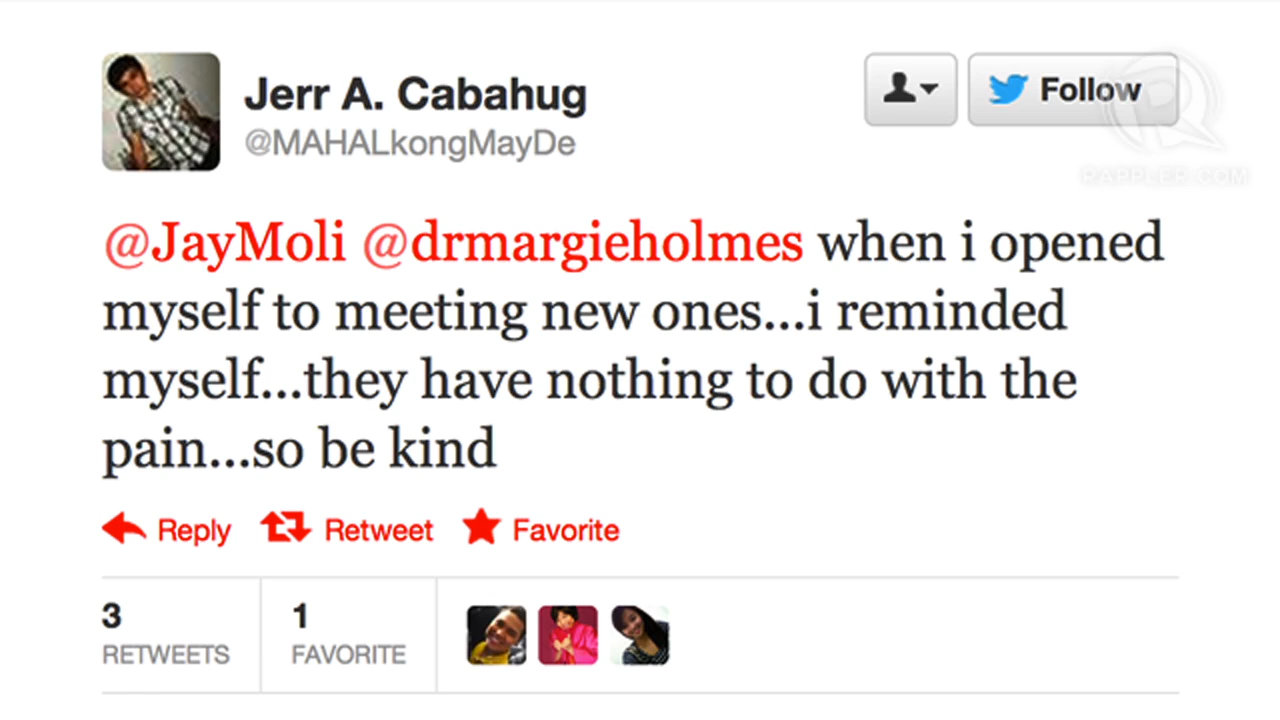 Jerr A. Cabahug
@MAHALkongMayDe
Follow
RAPPLER.COM
@JayMoli @drmargieholmes when i opened
myself to meeting new ones...i reminded
myself...they have nothing to do with the
pain...so be kind
Reply Retweet Favorite
3 1
RETWEETS FAVORITE